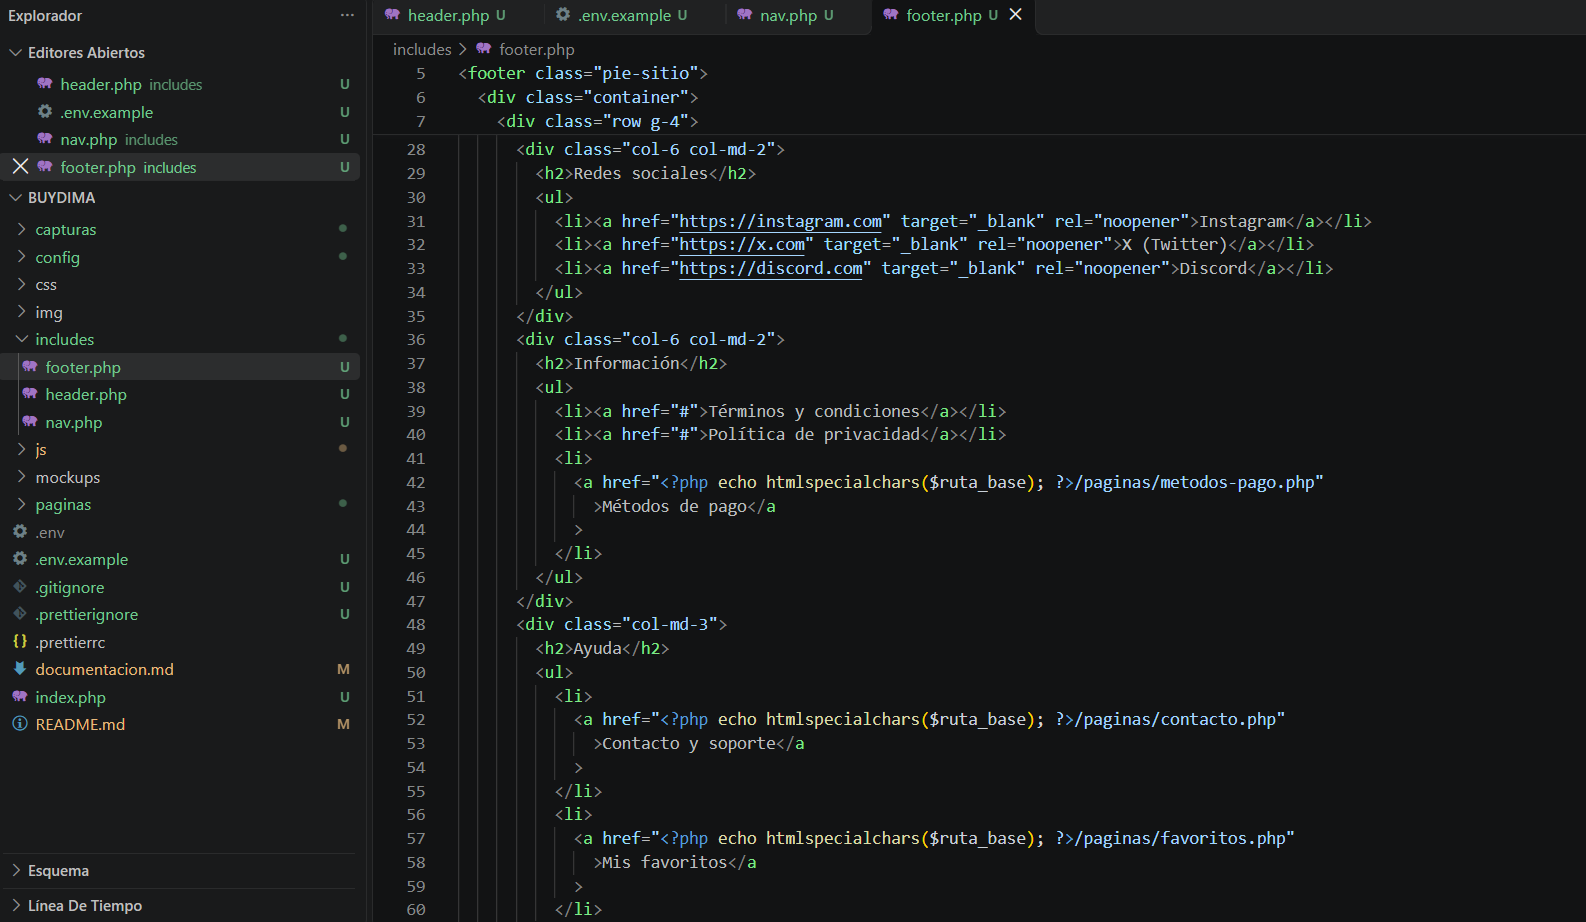 Explorador
Editores Abiertos
header.php includes U
.env.example U
nav.php includes U
footer.php includes U
BUYDIMA
capturas
config
css
img
includes
footer.php U
header.php U
nav.php U
js
mockups
paginas
.env
.env.example U
.gitignore U
.prettierignore U
.prettierrc
documentacion.md M
index.php U
README.md M
Esquema
Línea De Tiempo
header.php U .env.example U nav.php U footer.php U
includes > footer.php
5 <footer class="pie-sitio">
6 <div class="container">
7 <div class="row g-4">
28 <div class="col-6 col-md-2">
29 <h2>Redes sociales</h2>
30 <ul>
31 <li><a href="https://instagram.com" target="_blank" rel="noopener">Instagram</a></li>
32 <li><a href="https://x.com" target="_blank" rel="noopener">X (Twitter)</a></li>
33 <li><a href="https://discord.com" target="_blank" rel="noopener">Discord</a></li>
34 </ul>
35 </div>
36 <div class="col-6 col-md-2">
37 <h2>Información</h2>
38 <ul>
39 <li><a href="#">Términos y condiciones</a></li>
40 <li><a href="#">Política de privacidad</a></li>
41 <li>
42 <a href="<?php echo htmlspecialchars($ruta_base); ?>/paginas/metodos-pago.php"
43 >Métodos de pago</a
44 >
45 </li>
46 </ul>
47 </div>
48 <div class="col-md-3">
49 <h2>Ayuda</h2>
50 <ul>
51 <li>
52 <a href="<?php echo htmlspecialchars($ruta_base); ?>/paginas/contacto.php"
53 >Contacto y soporte</a
54 >
55 </li>
56 <li>
57 <a href="<?php echo htmlspecialchars($ruta_base); ?>/paginas/favoritos.php"
58 >Mis favoritos</a
59 >
60 </li>